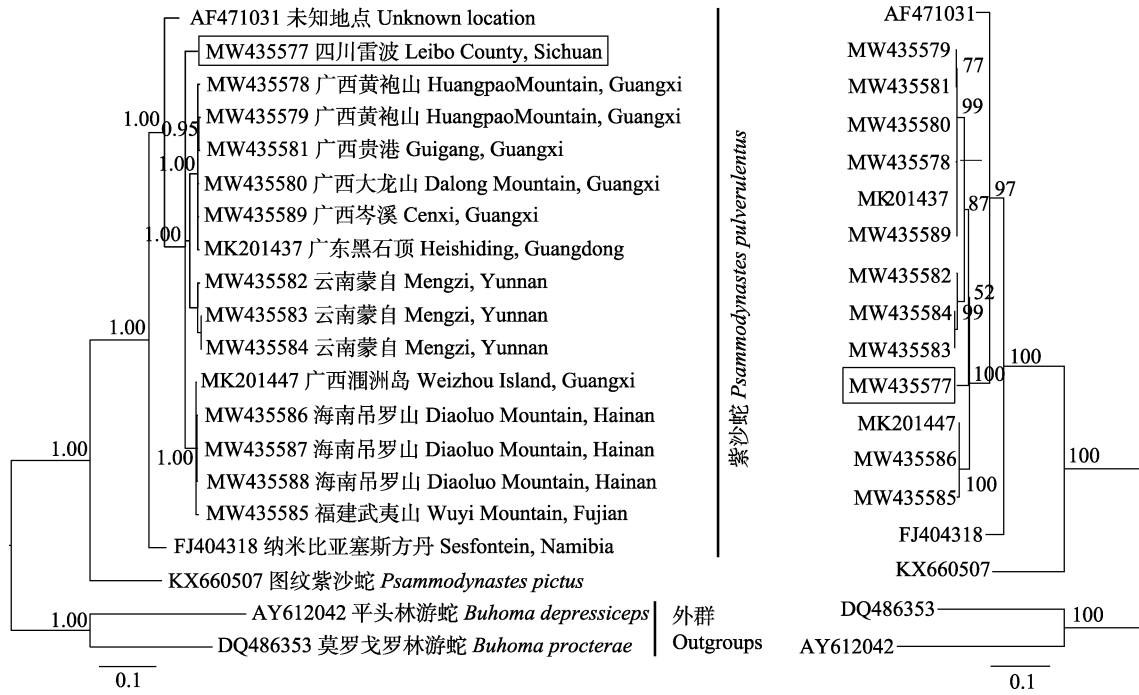 AF471031 未知地点 Unknown location
MW435577 四川雷波 Leibo County, Sichuan
MW435578 广西黄袍山 HuangpaoMountain, Guangxi
MW435579 广西黄袍山 HuangpaoMountain, Guangxi
MW435581 广西贵港 Guigang, Guangxi
MW435580 广西大龙山 Dalong Mountain, Guangxi
MW435589 广西岑溪 Cenxi, Guangxi
MK201437 广东黑石顶 Heishiding, Guangdong
MW435582 云南蒙自 Mengzi, Yunnan
MW435583 云南蒙自 Mengzi, Yunnan
MW435584 云南蒙自 Mengzi, Yunnan
MK201447 广西涠洲岛 Weizhou Island, Guangxi
MW435586 海南吊罗山 Diaoluo Mountain, Hainan
MW435587 海南吊罗山 Diaoluo Mountain, Hainan
MW435588 海南吊罗山 Diaoluo Mountain, Hainan
MW435585 福建武夷山 Wuyi Mountain, Fujian
FJ404318 纳米比亚塞斯方丹 Sesfontein, Namibia
KX660507 图纹紫沙蛇 Psammodynastes pictus
AY612042 平头林游蛇 Buhoma depressiceps
DQ486353 莫罗戈罗林游蛇 Buhoma procterae
1.00
0.95
1.00
1.00
1.00
1.00
1.00
1.00
0.1
紫沙蛇 Psammodynastes pulverulentus
外群
Outgroups
AF471031
MW435579
MW435581
MW435580
MW435578
MK201437
MW435589
MW435582
MW435584
MW435583
MW435577
MK201447
MW435586
MW435585
FJ404318
KX660507
DQ486353
AY612042
77
99
97
87
52
99
100
100
100
100
100
0.1